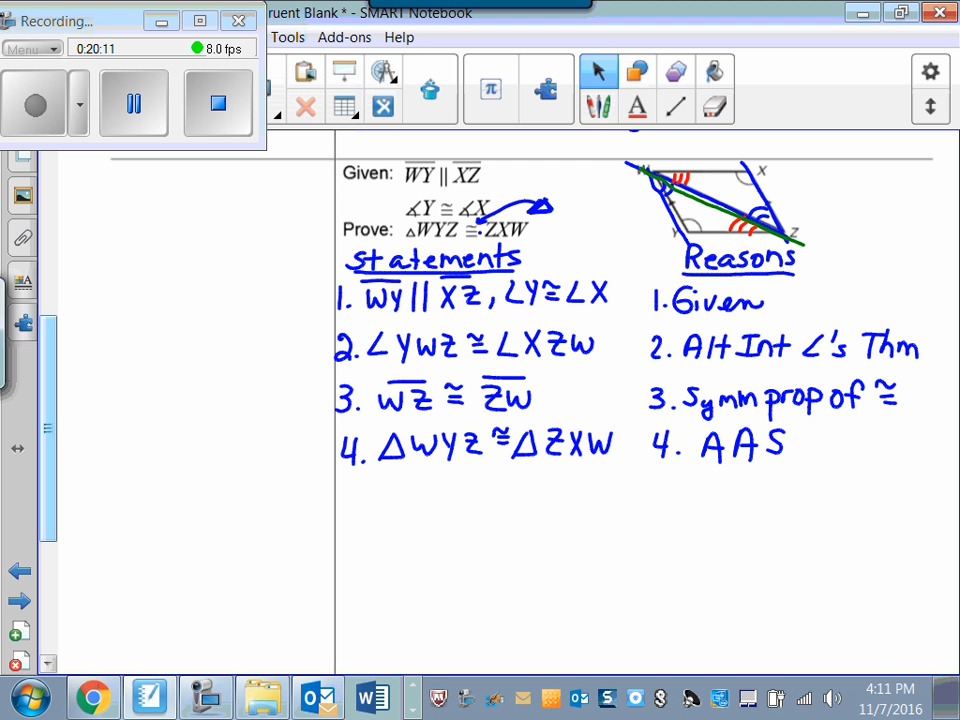 Recording...
Menu
0:20:11
8.0 fps
ruent Blank * - SMART Notebook
Tools Add-ons Help
Given: WY || XZ
∡Y ≅ ∡X
Prove: △WYZ ≅ ZXW
△
X
Y
Z
Statements Reasons
1. WY || XZ, ∠Y ≅ ∠X 1. Given
2. ∠YWZ ≅ ∠XZW 2. Alt Int ∠'s Thm
3. WZ ≅ ZW 3. Symm prop of ≅
4. △WYZ ≅ △ZXW 4. AAS
4:11 PM
11/7/2016